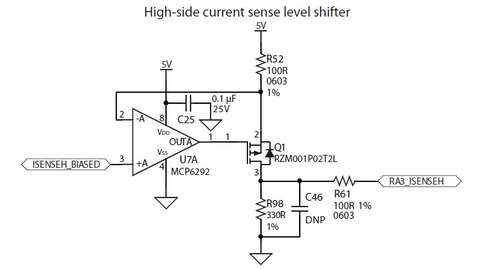 High-side current sense level shifter
5V
R52
100R
0603
1%
5V
0.1 µF
25V
C25
2
-A
8
VDD
OUTA
1
1
2
Q1
RZM001P02T2L
3
ISENSEH_BIASED
3
+A
VSS
4
U7A
MCP6292
R98
330R
1%
C46
DNP
R61
100R 1%
0603
RA3_ISENSEH